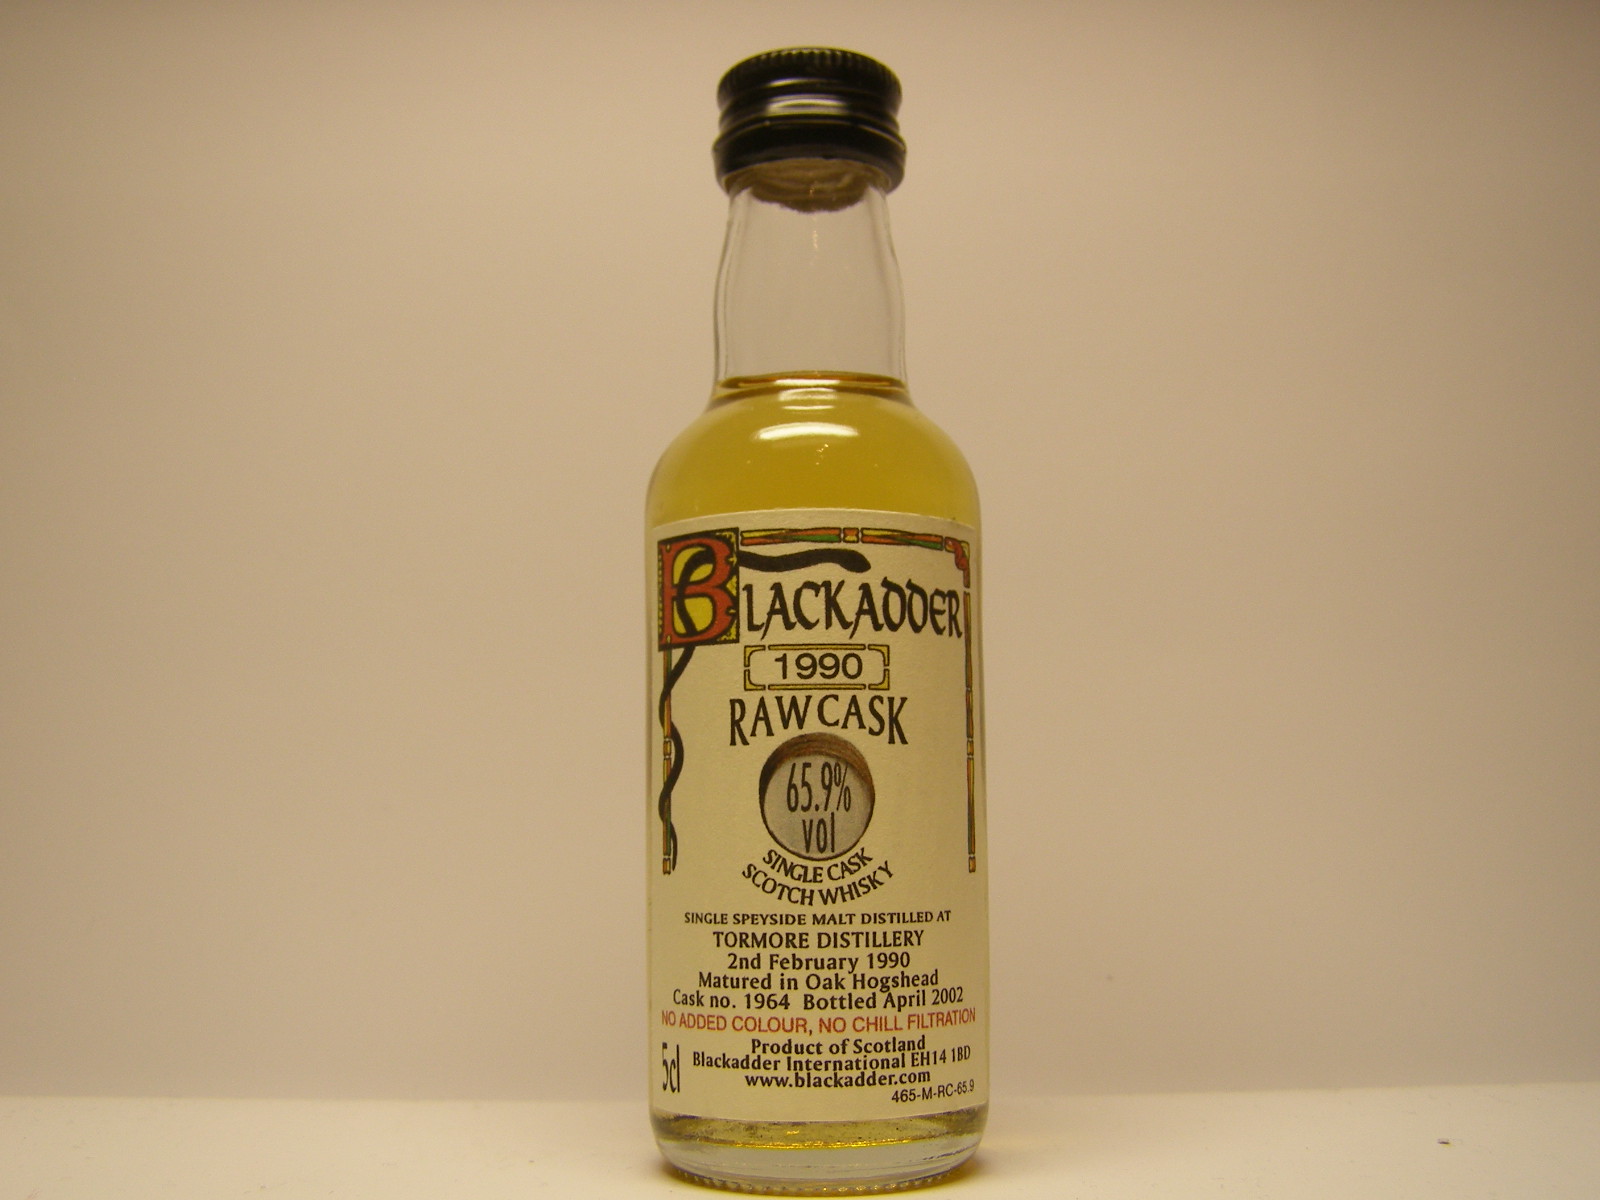 BLACKADDER
1990
RAW CASK
65.9%
vol
SINGLE CASK
SCOTCH WHISKY
SINGLE SPEYSIDE MALT DISTILLED AT
TORMORE DISTILLERY
2nd February 1990
Matured in Oak Hogshead
Cask no. 1964 Bottled April 2002
NO ADDED COLOUR, NO CHILL FILTRATION
Product of Scotland
5cl Blackadder International EH14 1BD
www.blackadder.com
465-M-RC-65.9